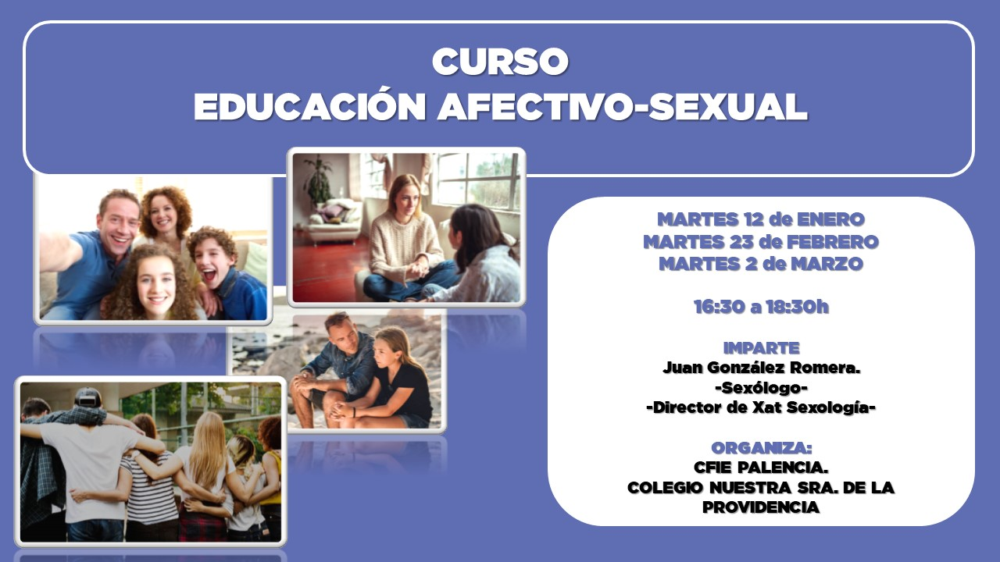 CURSO
EDUCACIÓN AFECTIVO-SEXUAL
MARTES 12 de ENERO
MARTES 23 de FEBRERO
MARTES 2 de MARZO
16:30 a 18:30h
IMPARTE
Juan González Romera.
-Sexólogo-
-Director de Xat Sexología-
ORGANIZA:
CFIE PALENCIA.
COLEGIO NUESTRA SRA. DE LA
PROVIDENCIA